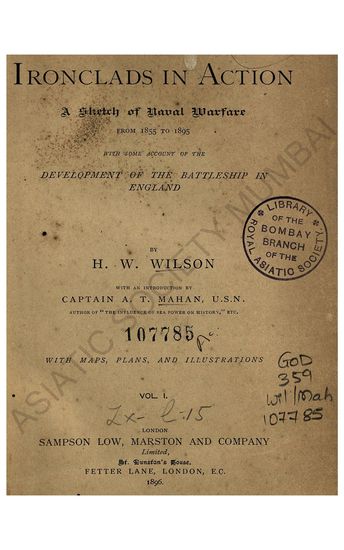 IRONCLADS IN ACTION
A Sketch of Naval Warfare
FROM 1855 TO 1895
WITH SOME ACCOUNT OF THE
DEVELOPMENT OF THE BATTLESHIP IN
ENGLAND
LIBRARY
OF THE
BOMBAY
BRANCH
OF THE
ROYAL ASIATIC SOCIETY
BY
H. W. WILSON
WITH AN INTRODUCTION BY
CAPTAIN A. T. MAHAN, U.S.N.
AUTHOR OF "THE INFLUENCE OF SEA POWER ON HISTORY," ETC.
107785
WITH MAPS, PLANS, AND ILLUSTRATIONS
GOD
359
Wil/Mah
107785
VOL. I.
LONDON
SAMPSON LOW, MARSTON AND COMPANY
Limited,
St. Dunstan's House,
FETTER LANE, LONDON, E.C.
1896.
ASIATIC SOCIETY MUMBAI